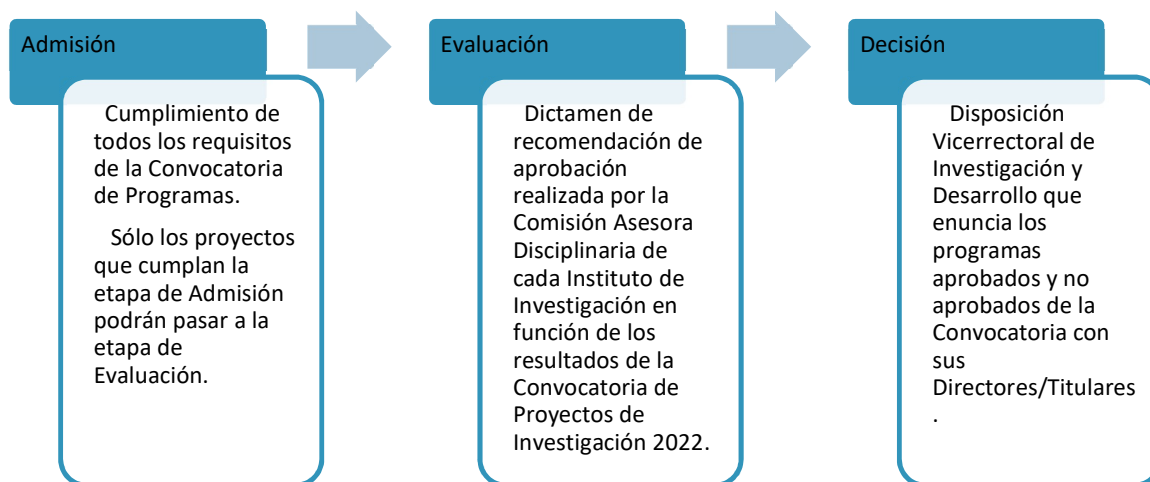 Admisión
Cumplimiento de
todos los requisitos
de la Convocatoria
de Programas.
Sólo los proyectos
que cumplan la
etapa de Admisión
podrán pasar a la
etapa de
Evaluación.
Evaluación
Dictamen de
recomendación de
aprobación
realizada por la
Comisión Asesora
Disciplinaria de
cada Instituto de
Investigación en
función de los
resultados de la
Convocatoria de
Proyectos de
Investigación 2022.
Decisión
Disposición
Vicerrectoral de
Investigación y
Desarrollo que
enuncia los
programas
aprobados y no
aprobados de la
Convocatoria con
sus
Directores/Titulares
.